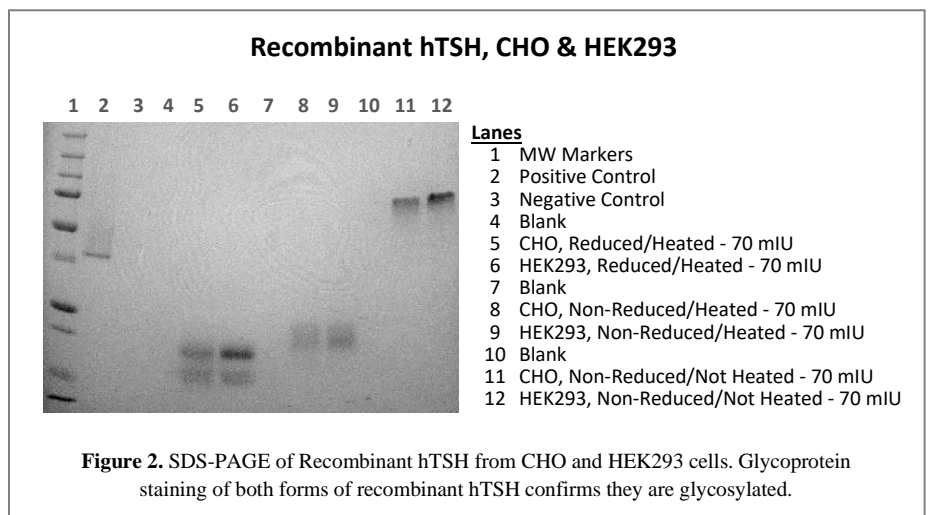 Recombinant hTSH, CHO & HEK293
1 2 3 4 5 6 7 8 9 10 11 12
Lanes
1 MW Markers
2 Positive Control
3 Negative Control
4 Blank
5 CHO, Reduced/Heated - 70 mIU
6 HEK293, Reduced/Heated - 70 mIU
7 Blank
8 CHO, Non-Reduced/Heated - 70 mIU
9 HEK293, Non-Reduced/Heated - 70 mIU
10 Blank
11 CHO, Non-Reduced/Not Heated - 70 mIU
12 HEK293, Non-Reduced/Not Heated - 70 mIU
Figure 2. SDS-PAGE of Recombinant hTSH from CHO and HEK293 cells. Glycoprotein
staining of both forms of recombinant hTSH confirms they are glycosylated.